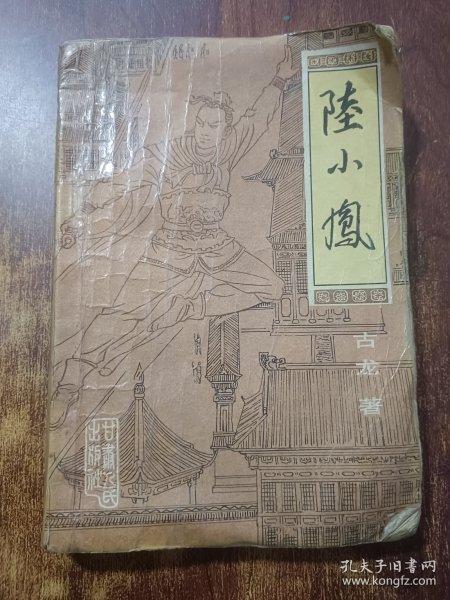 陸小鳳
古龙 著
甘肃人民
出版社
孔夫子旧书网
www.kongfz.com